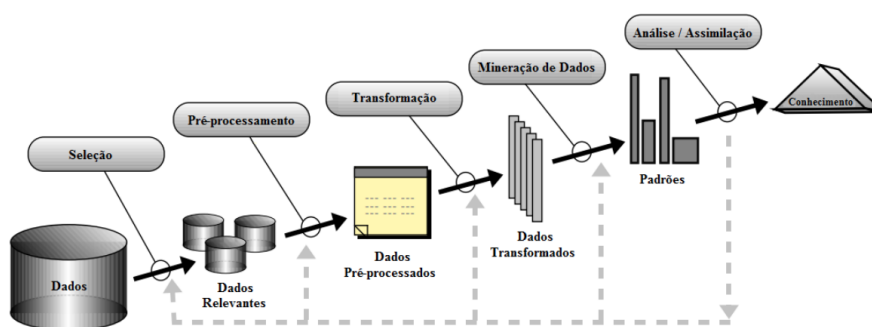 Análise / Assimilação
Mineração de Dados
Transformação
Pré-processamento
Seleção
Conhecimento
Padrões
Dados
Transformados
Dados
Pré-processados
Dados
Relevantes
Dados